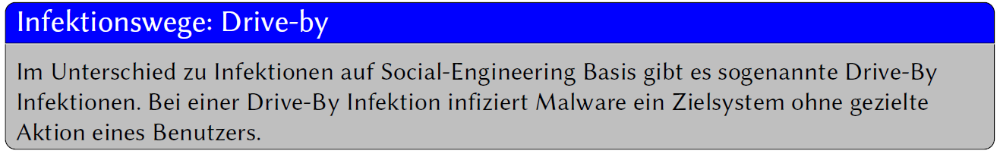 Infektionswege: Drive-by
Im Unterschied zu Infektionen auf Social-Engineering Basis gibt es sogenannte Drive-By
Infektionen. Bei einer Drive-By Infektion infiziert Malware ein Zielsystem ohne gezielte
Aktion eines Benutzers.